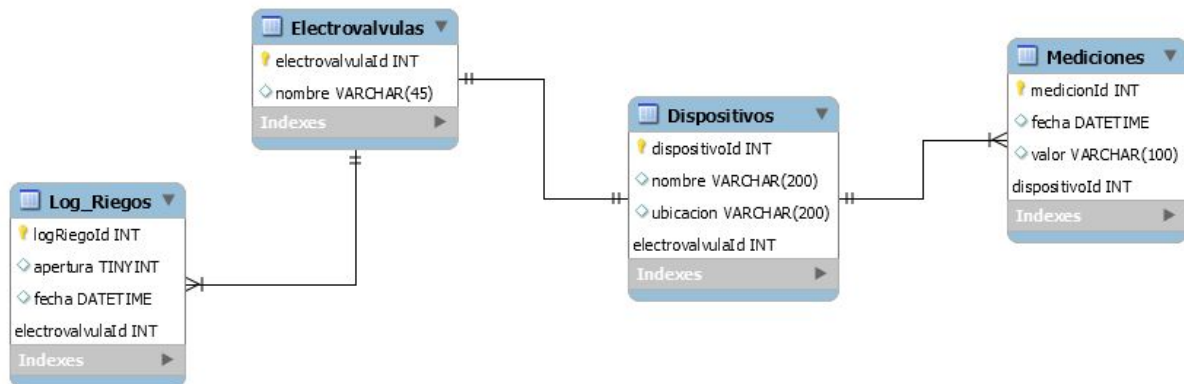 Electrovalvulas
electrovalvulaId INT
nombre VARCHAR(45)
Indexes
Log_Riegos
logRiegoId INT
apertura TINYINT
fecha DATETIME
electrovalvulaId INT
Indexes
Dispositivos
dispositivoId INT
nombre VARCHAR(200)
ubicacion VARCHAR(200)
electrovalvulaId INT
Indexes
Mediciones
medicionId INT
fecha DATETIME
valor VARCHAR(100)
dispositivoId INT
Indexes